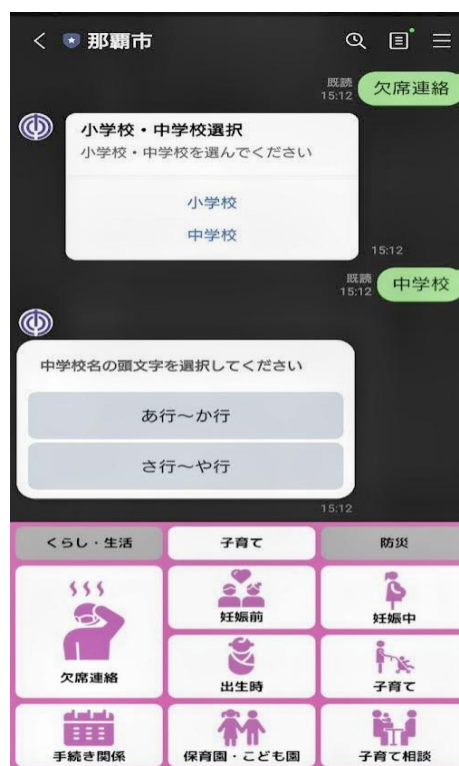 那覇市
既読
15:12
欠席連絡
小学校・中学校選択
小学校・中学校を選んでください
小学校
中学校
15:12
既読
15:12
中学校
中学校名の頭文字を選択してください
あ行〜か行
さ行〜や行
15:12
くらし・生活
子育て
防災
欠席連絡
妊娠前
妊娠中
出生時
子育て
手続き関係
保育園・こども園
子育て相談